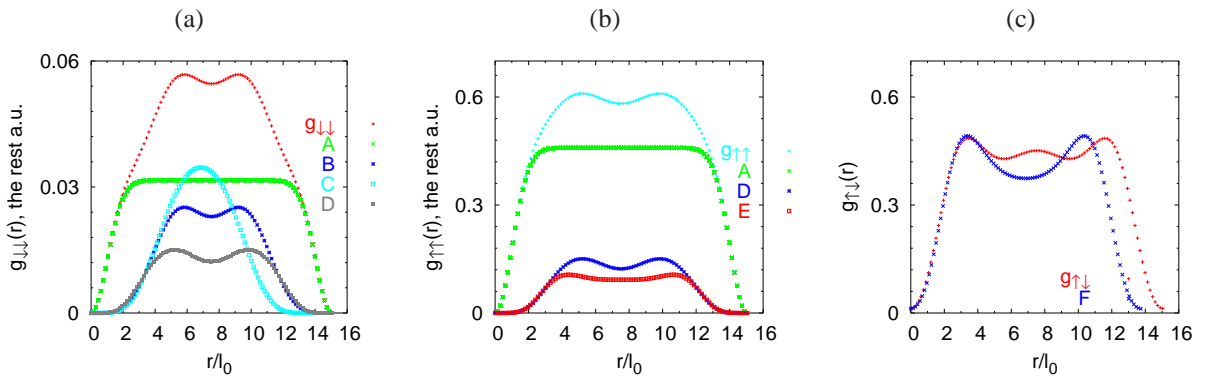 (a)
g↓↓(r), the rest a.u.
0.06
0.03
0
g↓↓
A
B
C
D
0 2 4 6 8 10 12 14 16
r/l0
(b)
g↑↑(r), the rest a.u.
0.6
0.3
0
g↑↑
A
D
E
0 2 4 6 8 10 12 14 16
r/l0
(c)
g↑↓(r)
0.6
0.3
0
g↑↓
F
0 2 4 6 8 10 12 14 16
r/l0